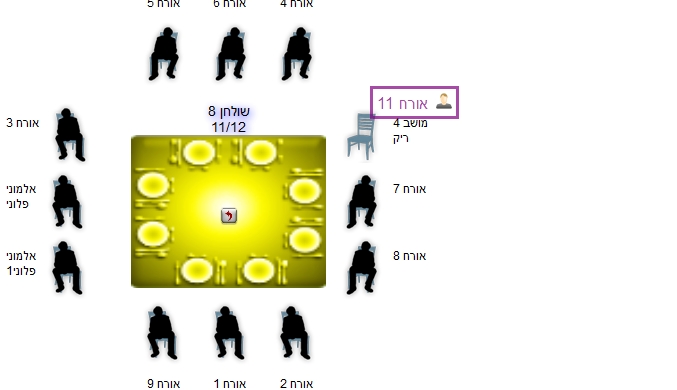 אורח 5
אורח 6
אורח 4
אורח 11
שולחן 8
11/12
אורח 3
מושב 4
ריק
אלמוני
פלוני
אורח 7
אלמוני
פלוני1
אורח 8
אורח 9
אורח 1
אורח 2